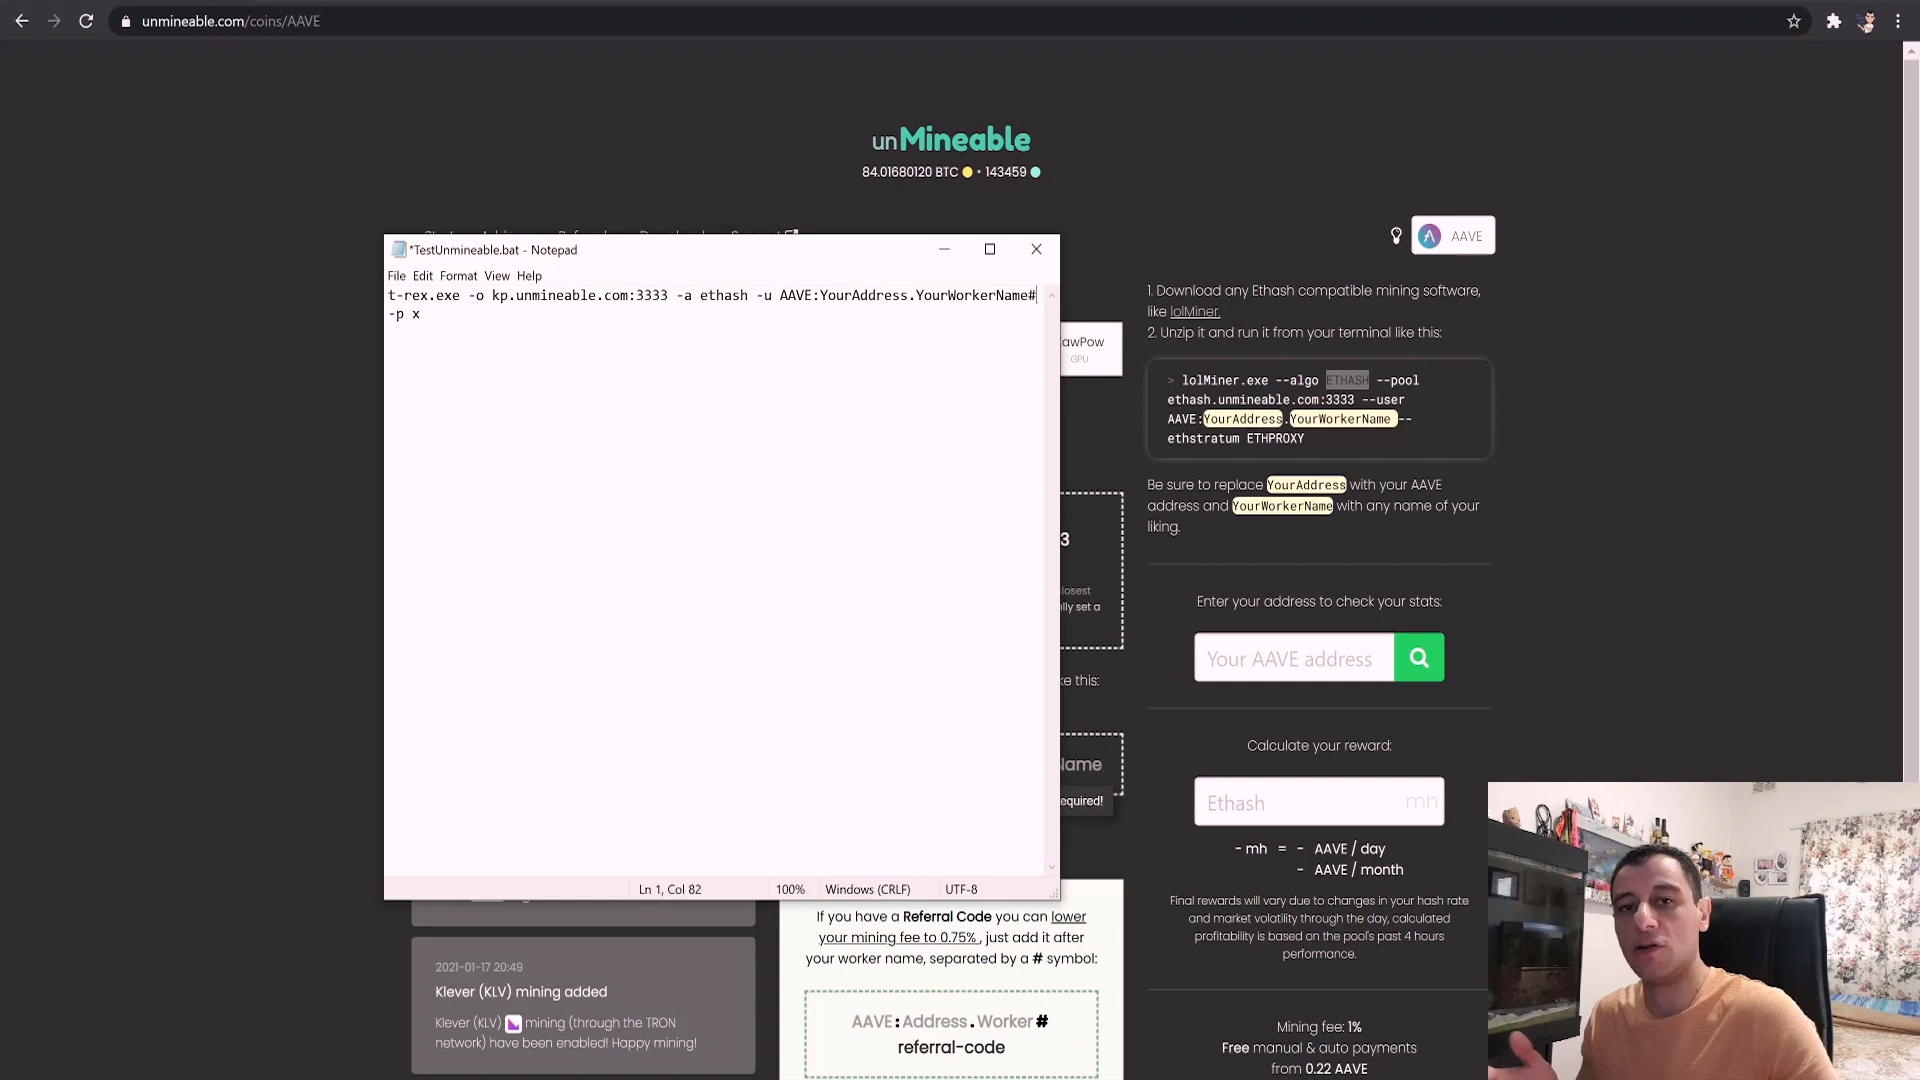 unmineable.com/coins/AAVE
unMineable
84.01680120 BTC • 143459
AAVE
*TestUnmineable.bat - Notepad
File Edit Format View Help
t-rex.exe -o kp.unmineable.com:3333 -a ethash -u AAVE:YourAddress.YourWorkerName#
-p x
Ln 1, Col 82
100%
Windows (CRLF)
UTF-8
awPow
GPU
3
losest
lly set a
ke this:
Name
equired!
1. Download any Ethash compatible mining software,
like lolMiner.
2. Unzip it and run it from your terminal like this:
> lolMiner.exe --algo ETHASH --pool
ethash.unmineable.com:3333 --user
AAVE:YourAddress.YourWorkerName --
ethstratum ETHPROXY
Be sure to replace YourAddress with your AAVE
address and YourWorkerName with any name of your
liking.
Enter your address to check your stats:
Your AAVE address
Calculate your reward:
Ethash mh
- mh = - AAVE / day
- AAVE / month
Final rewards will vary due to changes in your hash rate
and market volatility through the day, calculated
profitability is based on the pool's past 4 hours
performance.
Mining fee: 1%
Free manual & auto payments
from 0.22 AAVE
2021-01-17 20:49
Klever (KLV) mining added
Klever (KLV) mining (through the TRON
network) have been enabled! Happy mining!
If you have a Referral Code you can lower
your mining fee to 0.75% , just add it after
your worker name, separated by a # symbol:
AAVE:Address.Worker#
referral-code